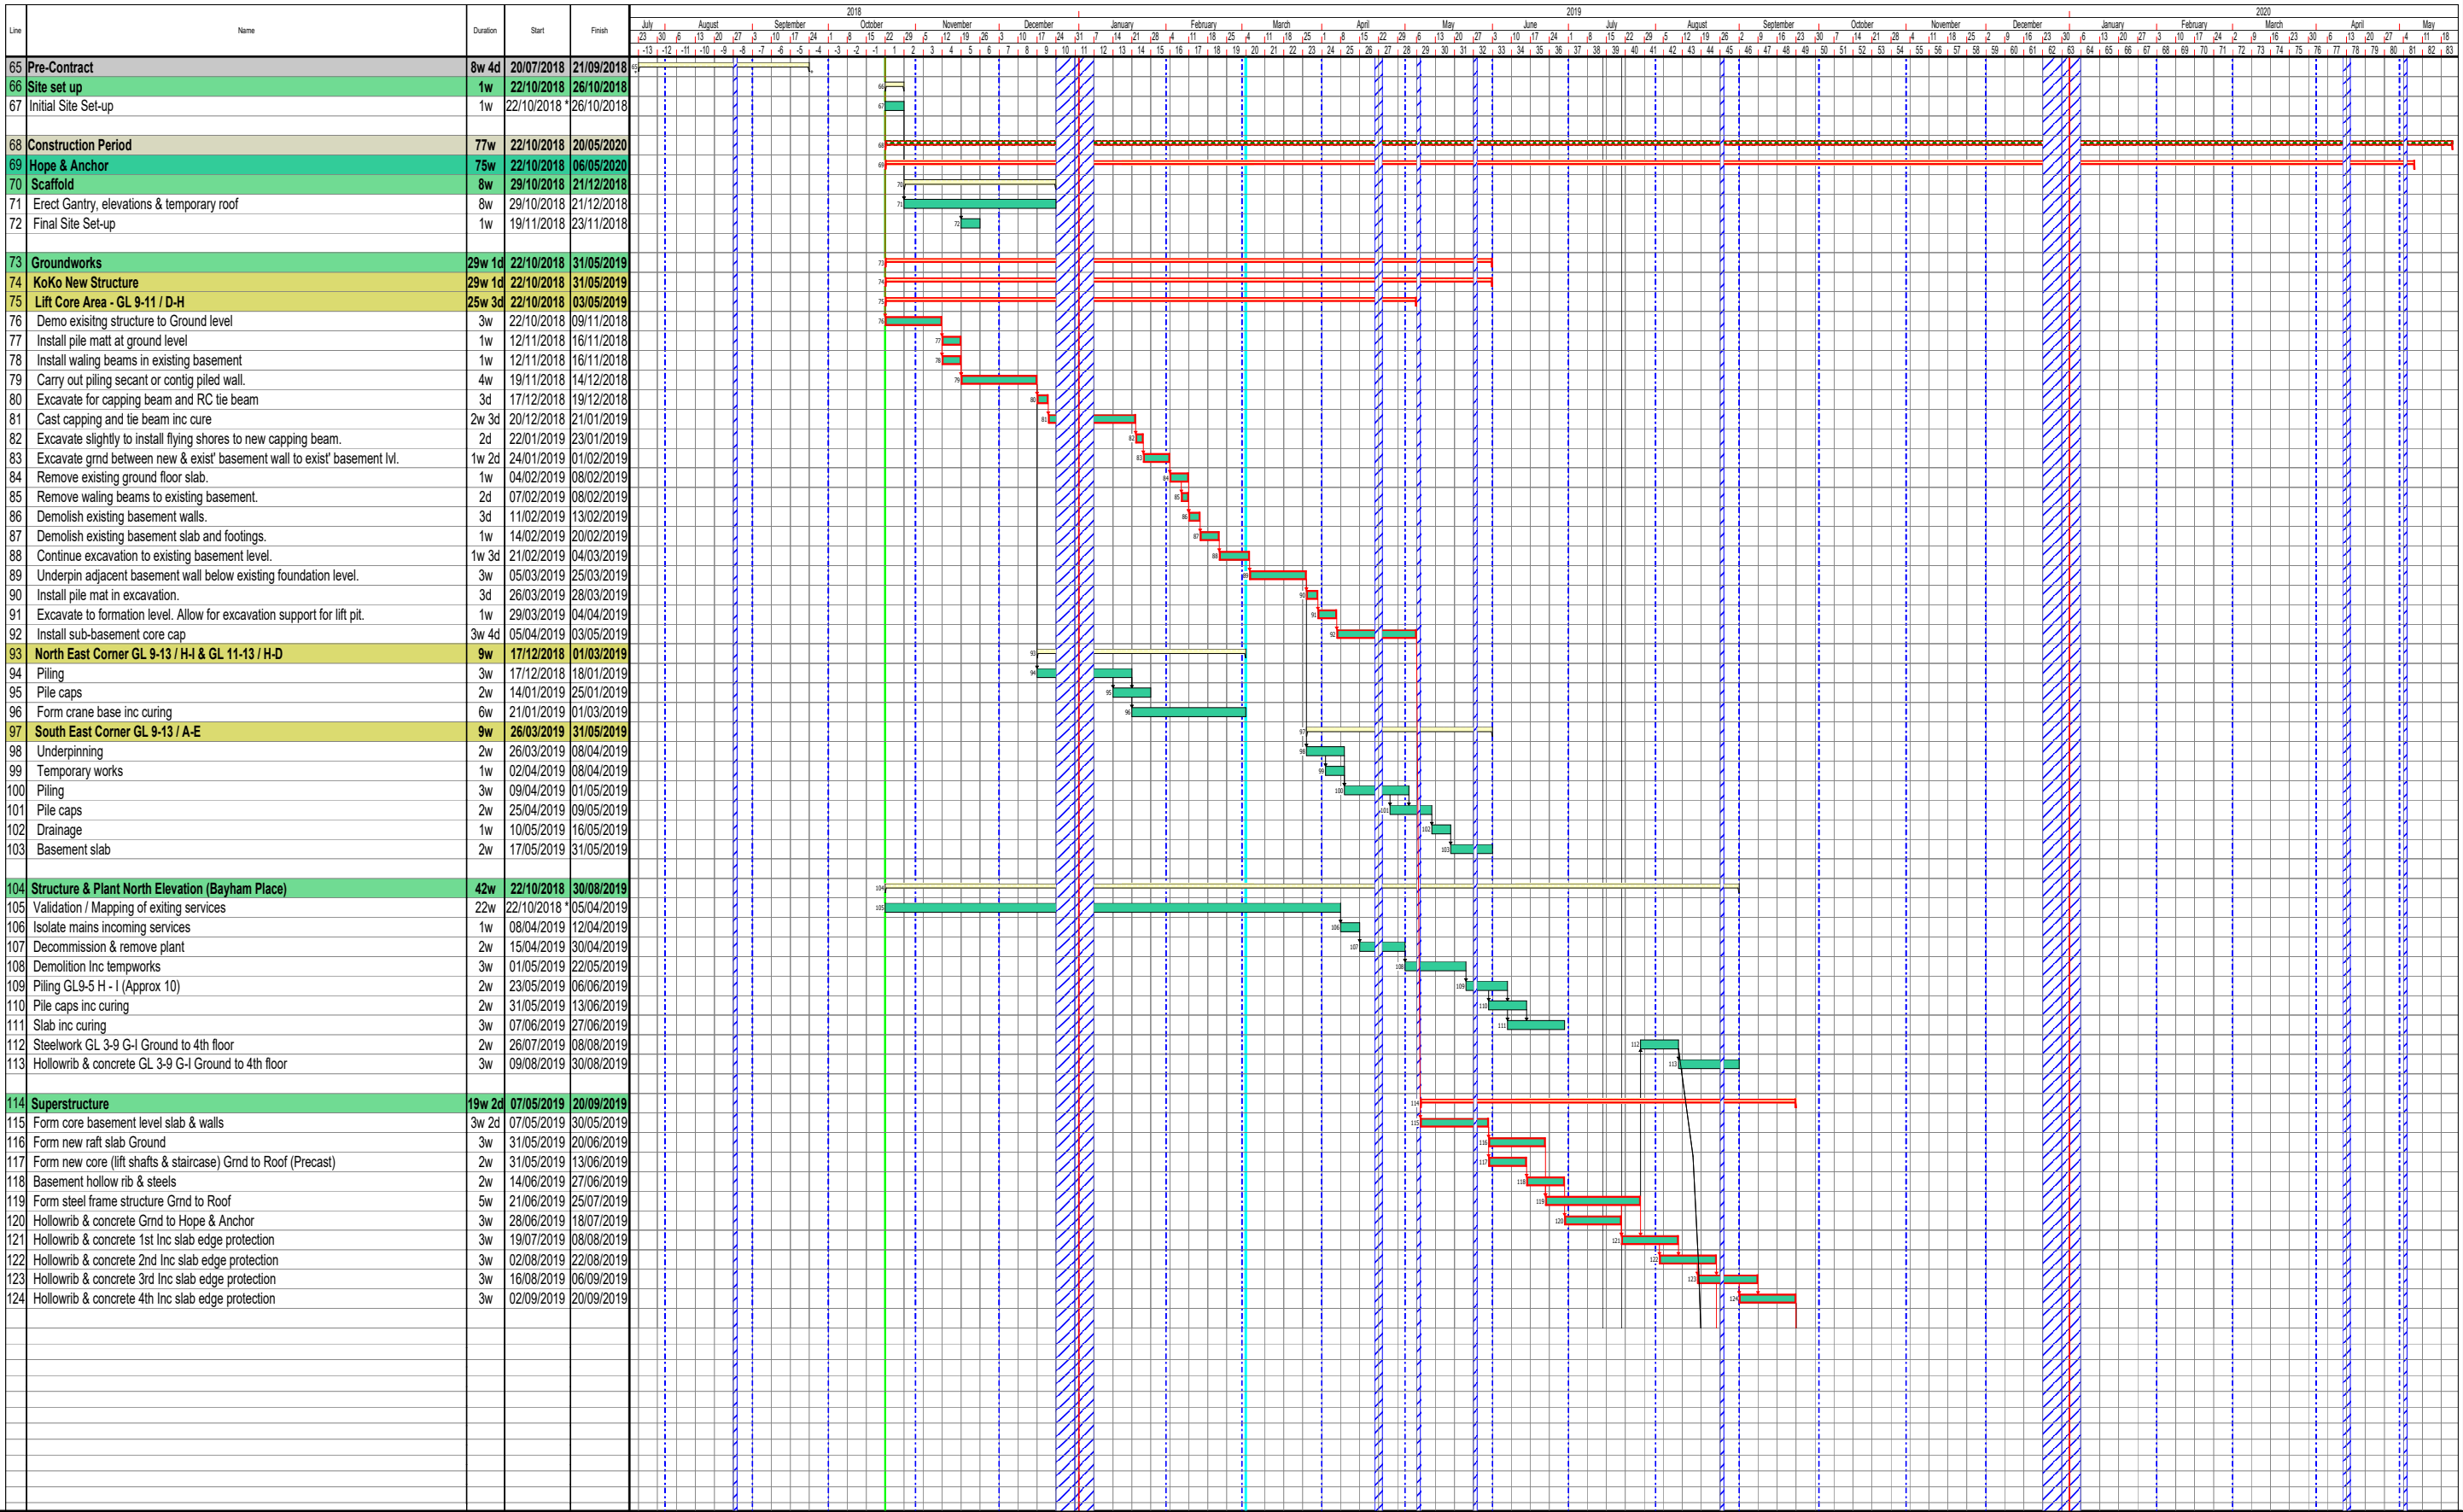 2018 2019 2020
Line Name Duration Start Finish July August September October November December January February March April May June July August September October November December January February March April May
65 Pre-Contract 8w 4d 20/07/2018 21/09/2018
66 Site set up 1w 22/10/2018 26/10/2018
67 Initial Site Set-up 1w 22/10/2018 * 26/10/2018
68 Construction Period 77w 22/10/2018 20/05/2020
69 Hope & Anchor 75w 22/10/2018 06/05/2020
70 Scaffold 8w 29/10/2018 21/12/2018
71 Erect Gantry, elevations & temporary roof 8w 29/10/2018 21/12/2018
72 Final Site Set-up 1w 19/11/2018 23/11/2018
73 Groundworks 29w 1d 22/10/2018 31/05/2019
74 KoKo New Structure 29w 1d 22/10/2018 31/05/2019
75 Lift Core Area - GL 9-11 / D-H 25w 3d 22/10/2018 03/05/2019
76 Demo exisitng structure to Ground level 3w 22/10/2018 09/11/2018
77 Install pile matt at ground level 1w 12/11/2018 16/11/2018
78 Install waling beams in existing basement 1w 12/11/2018 16/11/2018
79 Carry out piling secant or contig piled wall. 4w 19/11/2018 14/12/2018
80 Excavate for capping beam and RC tie beam 3d 17/12/2018 19/12/2018
81 Cast capping and tie beam inc cure 2w 3d 20/12/2018 21/01/2019
82 Excavate slightly to install flying shores to new capping beam. 2d 22/01/2019 23/01/2019
83 Excavate grnd between new & exist' basement wall to exist' basement lvl. 1w 2d 24/01/2019 01/02/2019
84 Remove existing ground floor slab. 1w 04/02/2019 08/02/2019
85 Remove waling beams to existing basement. 2d 07/02/2019 08/02/2019
86 Demolish existing basement walls. 3d 11/02/2019 13/02/2019
87 Demolish existing basement slab and footings. 1w 14/02/2019 20/02/2019
88 Continue excavation to existing basement level. 1w 3d 21/02/2019 04/03/2019
89 Underpin adjacent basement wall below existing foundation level. 3w 05/03/2019 25/03/2019
90 Install pile mat in excavation. 3d 26/03/2019 28/03/2019
91 Excavate to formation level. Allow for excavation support for lift pit. 1w 29/03/2019 04/04/2019
92 Install sub-basement core cap 3w 4d 05/04/2019 03/05/2019
93 North East Corner GL 9-13 / H-I & GL 11-13 / H-D 9w 17/12/2018 01/03/2019
94 Piling 3w 17/12/2018 18/01/2019
95 Pile caps 2w 14/01/2019 25/01/2019
96 Form crane base inc curing 6w 21/01/2019 01/03/2019
97 South East Corner GL 9-13 / A-E 9w 26/03/2019 31/05/2019
98 Underpinning 2w 26/03/2019 08/04/2019
99 Temporary works 1w 02/04/2019 08/04/2019
100 Piling 3w 09/04/2019 01/05/2019
101 Pile caps 2w 25/04/2019 09/05/2019
102 Drainage 1w 10/05/2019 16/05/2019
103 Basement slab 2w 17/05/2019 31/05/2019
104 Structure & Plant North Elevation (Bayham Place) 42w 22/10/2018 30/08/2019
105 Validation / Mapping of exiting services 22w 22/10/2018 * 05/04/2019
106 Isolate mains incoming services 1w 08/04/2019 12/04/2019
107 Decommission & remove plant 2w 15/04/2019 30/04/2019
108 Demolition Inc tempworks 3w 01/05/2019 22/05/2019
109 Piling GL9-5 H - I (Approx 10) 2w 23/05/2019 06/06/2019
110 Pile caps inc curing 2w 31/05/2019 13/06/2019
111 Slab inc curing 3w 07/06/2019 27/06/2019
112 Steelwork GL 3-9 G-I Ground to 4th floor 2w 26/07/2019 08/08/2019
113 Hollowrib & concrete GL 3-9 G-I Ground to 4th floor 3w 09/08/2019 30/08/2019
114 Superstructure 19w 2d 07/05/2019 20/09/2019
115 Form core basement level slab & walls 3w 2d 07/05/2019 30/05/2019
116 Form new raft slab Ground 3w 31/05/2019 20/06/2019
117 Form new core (lift shafts & staircase) Grnd to Roof (Precast) 2w 31/05/2019 13/06/2019
118 Basement hollow rib & steels 2w 14/06/2019 27/06/2019
119 Form steel frame structure Grnd to Roof 5w 21/06/2019 25/07/2019
120 Hollowrib & concrete Grnd to Hope & Anchor 3w 28/06/2019 18/07/2019
121 Hollowrib & concrete 1st Inc slab edge protection 3w 19/07/2019 08/08/2019
122 Hollowrib & concrete 2nd Inc slab edge protection 3w 02/08/2019 22/08/2019
123 Hollowrib & concrete 3rd Inc slab edge protection 3w 16/08/2019 06/09/2019
124 Hollowrib & concrete 4th Inc slab edge protection 3w 02/09/2019 20/09/2019